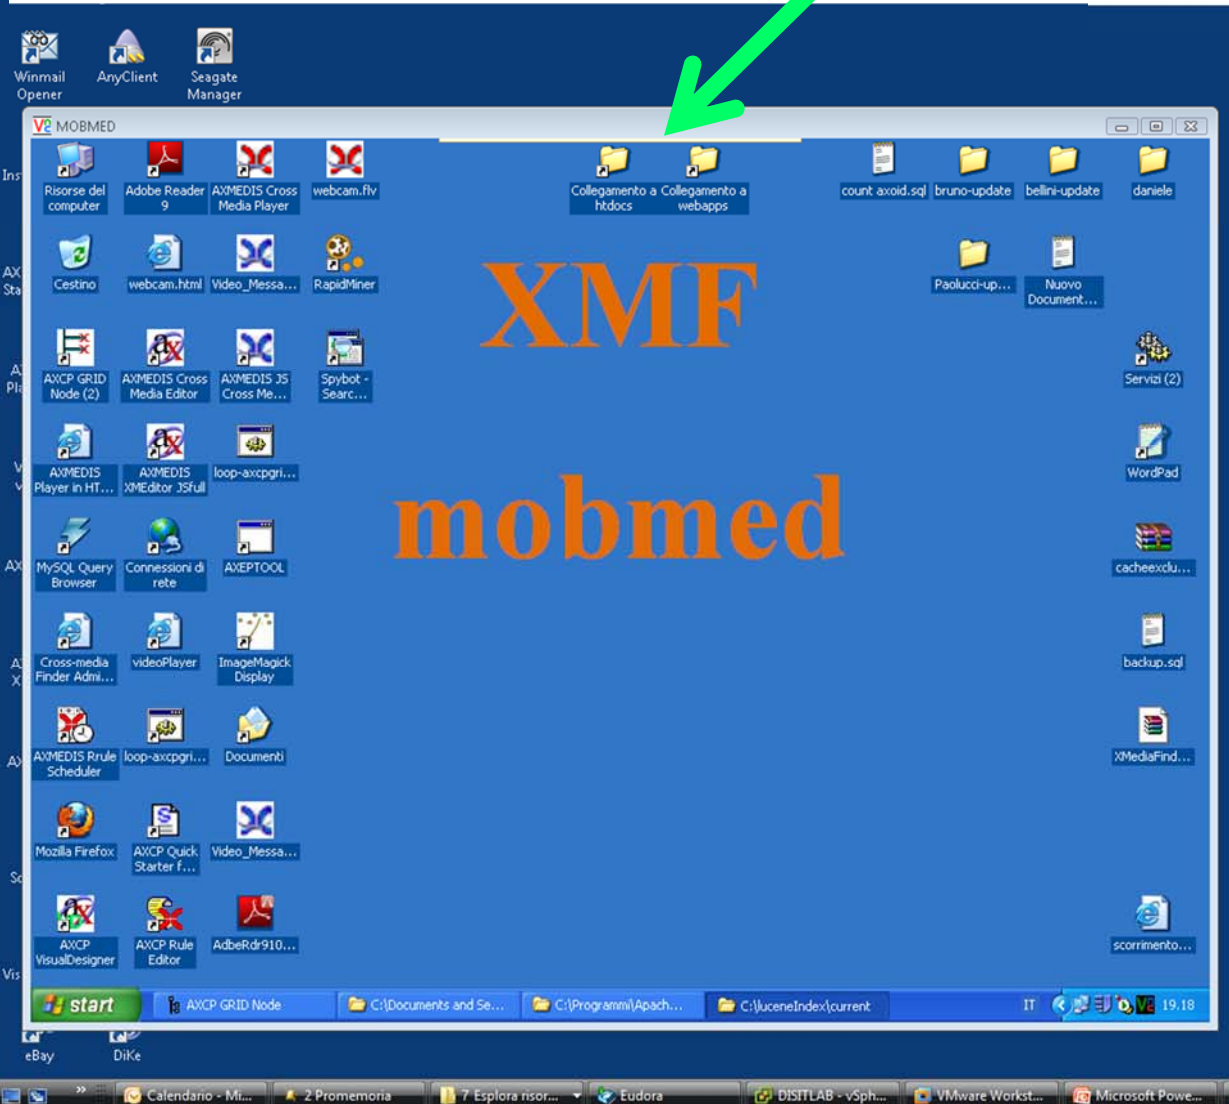 Winmail
Opener
AnyClient
Seagate
Manager
V2 MOBMED
Risorse del
computer
Adobe Reader
9
AXMEDIS Cross
Media Player
webcam.flv
Collegamento a
htdocs
Collegamento a
webapps
count axoid.sql
bruno-update
bellini-update
daniele
Cestino
webcam.html
Video_Messa...
RapidMiner
XMF
Paolucci-up...
Nuovo
Document...
AXCP GRID
Node (2)
AXMEDIS Cross
Media Editor
AXMEDIS JS
Cross Me...
Spybot -
Searc...
Servizi (2)
AXMEDIS
Player in HT...
AXMEDIS
XMEditor JSfull
loop-axcpgri...
mobmed
WordPad
MySQL Query
Browser
Connessioni di
rete
AXEPTOOL
cacheexclu...
Cross-media
Finder Admi...
videoPlayer
ImageMagick
Display
backup.sql
AXMEDIS Rrule
Scheduler
loop-axcpgri...
Documenti
XMediaFind...
Mozilla Firefox
AXCP Quick
Starter f...
Video_Messa...
AXCP
VisualDesigner
AXCP Rule
Editor
AdbeRdr910...
scorrimento...
start
AXCP GRID Node
C:\Documents and Se...
C:\Programmi\Apach...
C:\luceneIndex\current
IT
19.18
eBay
DiKe
Calendario - Mi...
2 Promemoria
7 Esplora risor...
Eudora
DISITLAB - vSph...
VMware Workst...
Microsoft Powe...